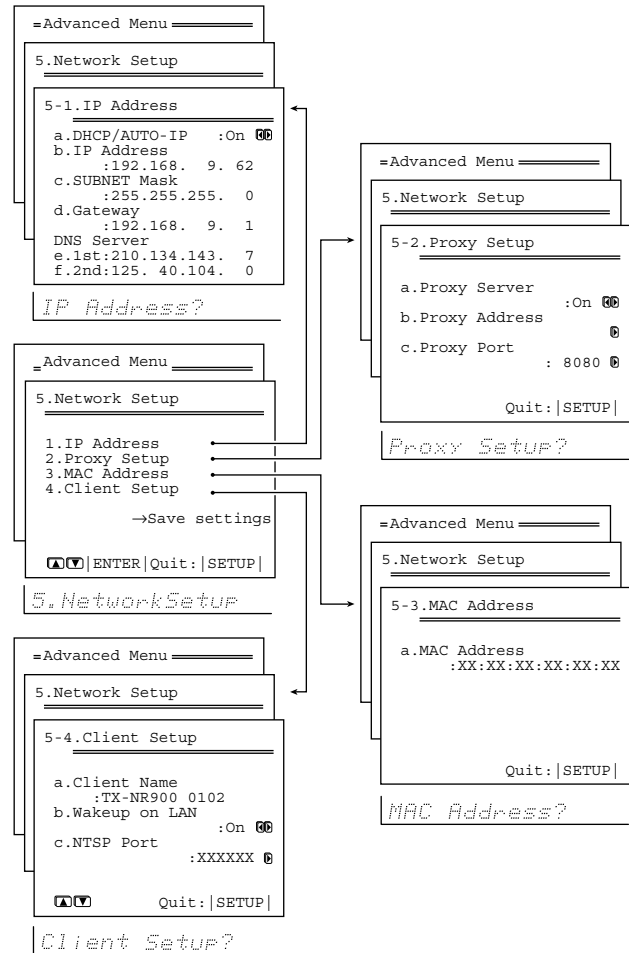 =Advanced Menu
5.Network Setup
5-1.IP Address
a.DHCP/AUTO-IP :On
b.IP Address
:192.168. 9. 62
c.SUBNET Mask
:255.255.255. 0
d.Gateway
:192.168. 9. 1
DNS Server
e.1st:210.134.143. 7
f.2nd:125. 40.104. 0
IP Address?
Advanced Menu
5.Network Setup
1.IP Address
2.Proxy Setup
3.MAC Address
4.Client Setup
→Save settings
|ENTER|Quit:|SETUP|
5.NetworkSetup
=Advanced Menu
5.Network Setup
5-4.Client Setup
a.Client Name
:TX-NR900 0102
b.Wakeup on LAN
:On
c.NTSP Port
:XXXXXX
Quit:|SETUP|
Client Setup?
=Advanced Menu
5.Network Setup
5-2.Proxy Setup
a.Proxy Server
:On
b.Proxy Address
c.Proxy Port
: 8080
Quit:|SETUP|
Proxy Setup?
=Advanced Menu
5.Network Setup
5-3.MAC Address
a.MAC Address
:XX:XX:XX:XX:XX:XX
Quit:|SETUP|
MAC Address?